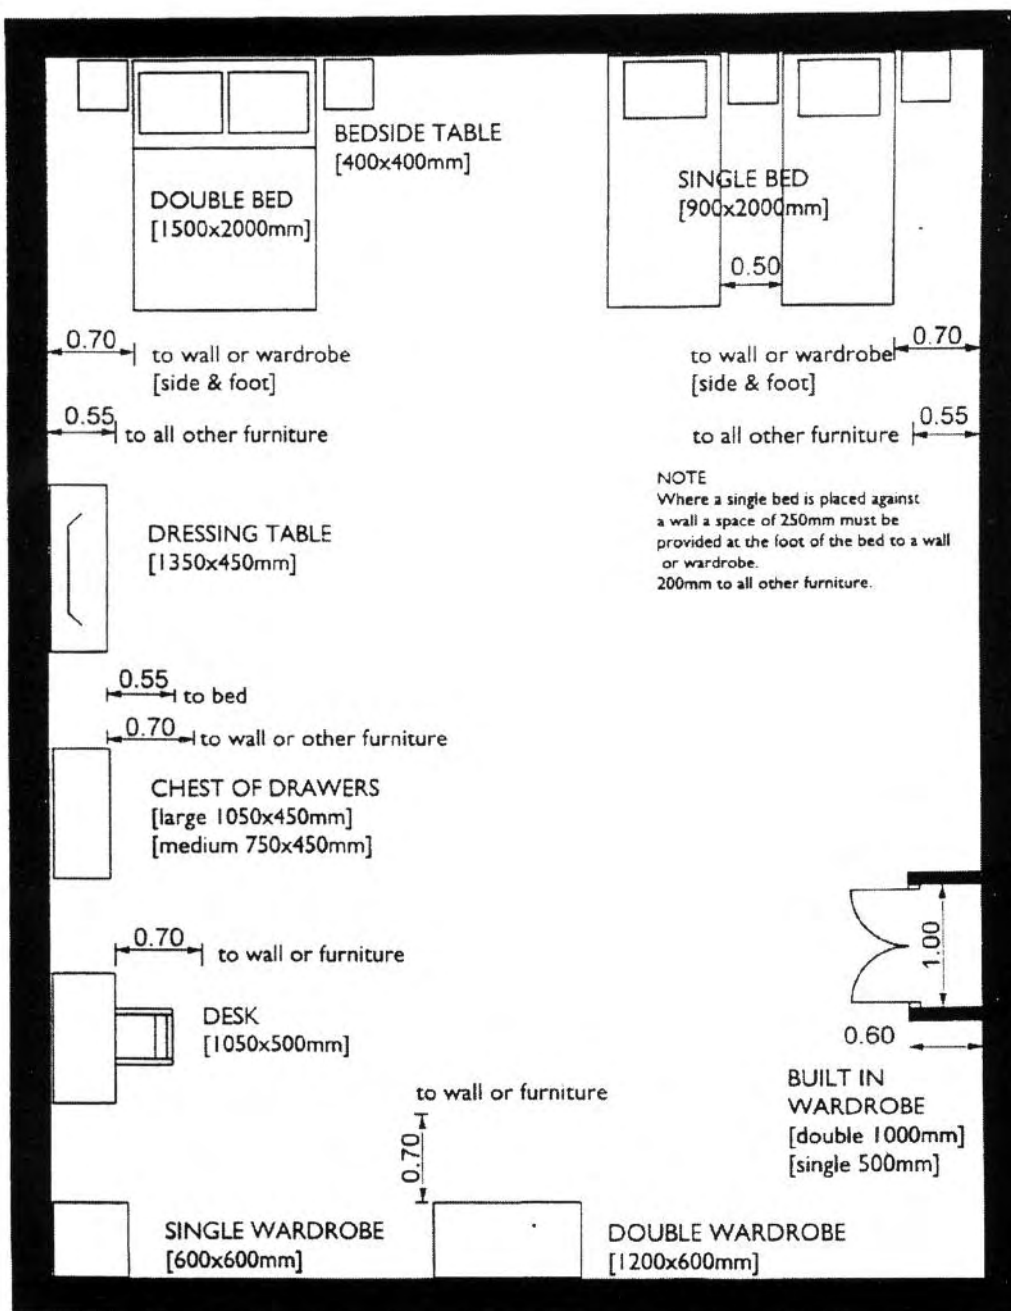 BEDSIDE TABLE
[400x400mm]
DOUBLE BED
[1500x2000mm]
SINGLE BED
[900x2000mm]
0.50
0.70
to wall or wardrobe
[side & foot]
0.70
to wall or wardrobe
[side & foot]
0.55
to all other furniture
0.55
to all other furniture
NOTE
Where a single bed is placed against
a wall a space of 250mm must be
provided at the foot of the bed to a wall
or wardrobe.
200mm to all other furniture.
DRESSING TABLE
[1350x450mm]
0.55
to bed
0.70
to wall or other furniture
CHEST OF DRAWERS
[large 1050x450mm]
[medium 750x450mm]
0.70
to wall or furniture
DESK
[1050x500mm]
1.00
0.60
BUILT IN
WARDROBE
[double 1000mm]
[single 500mm]
to wall or furniture
0.70
SINGLE WARDROBE
[600x600mm]
DOUBLE WARDROBE
[1200x600mm]